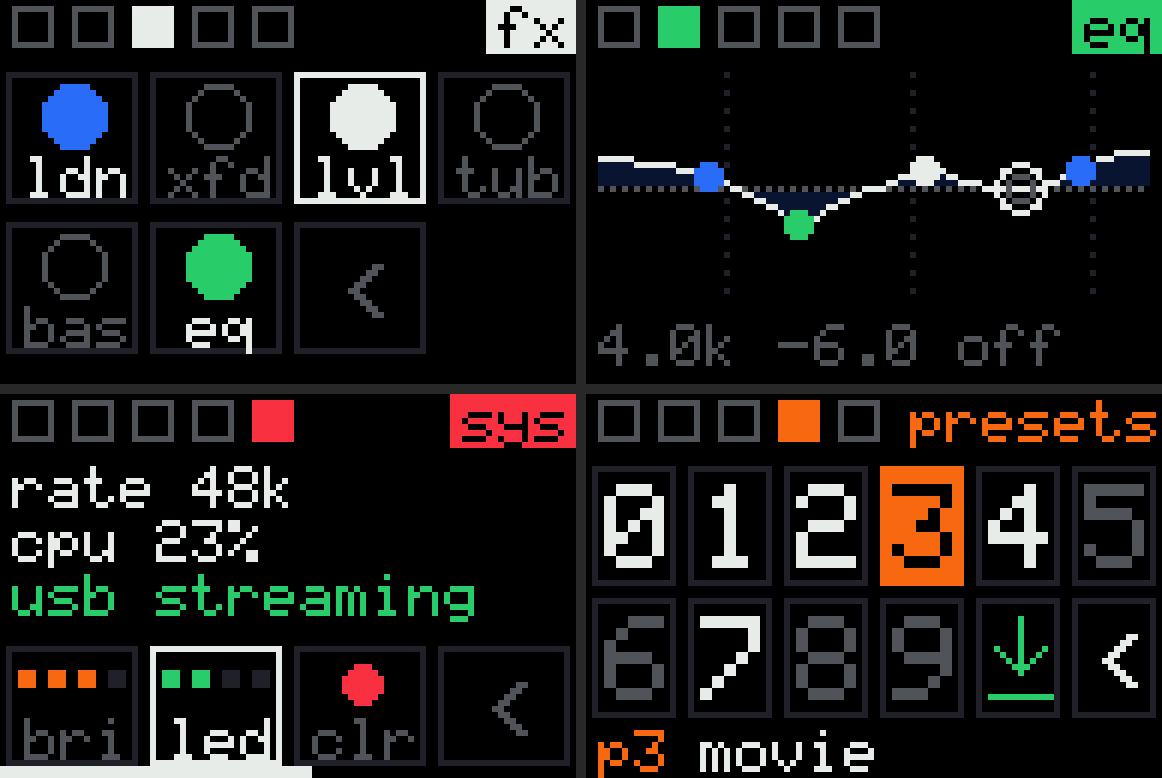 fx
ldn xfd lvl tub
bas eq <
eq
4.0k -6.0 off
sys
rate 48k
cpu 23%
usb streaming
bri led clr <
presets
0 1 2 3 4 5
6 7 8 9 <
p3 movie